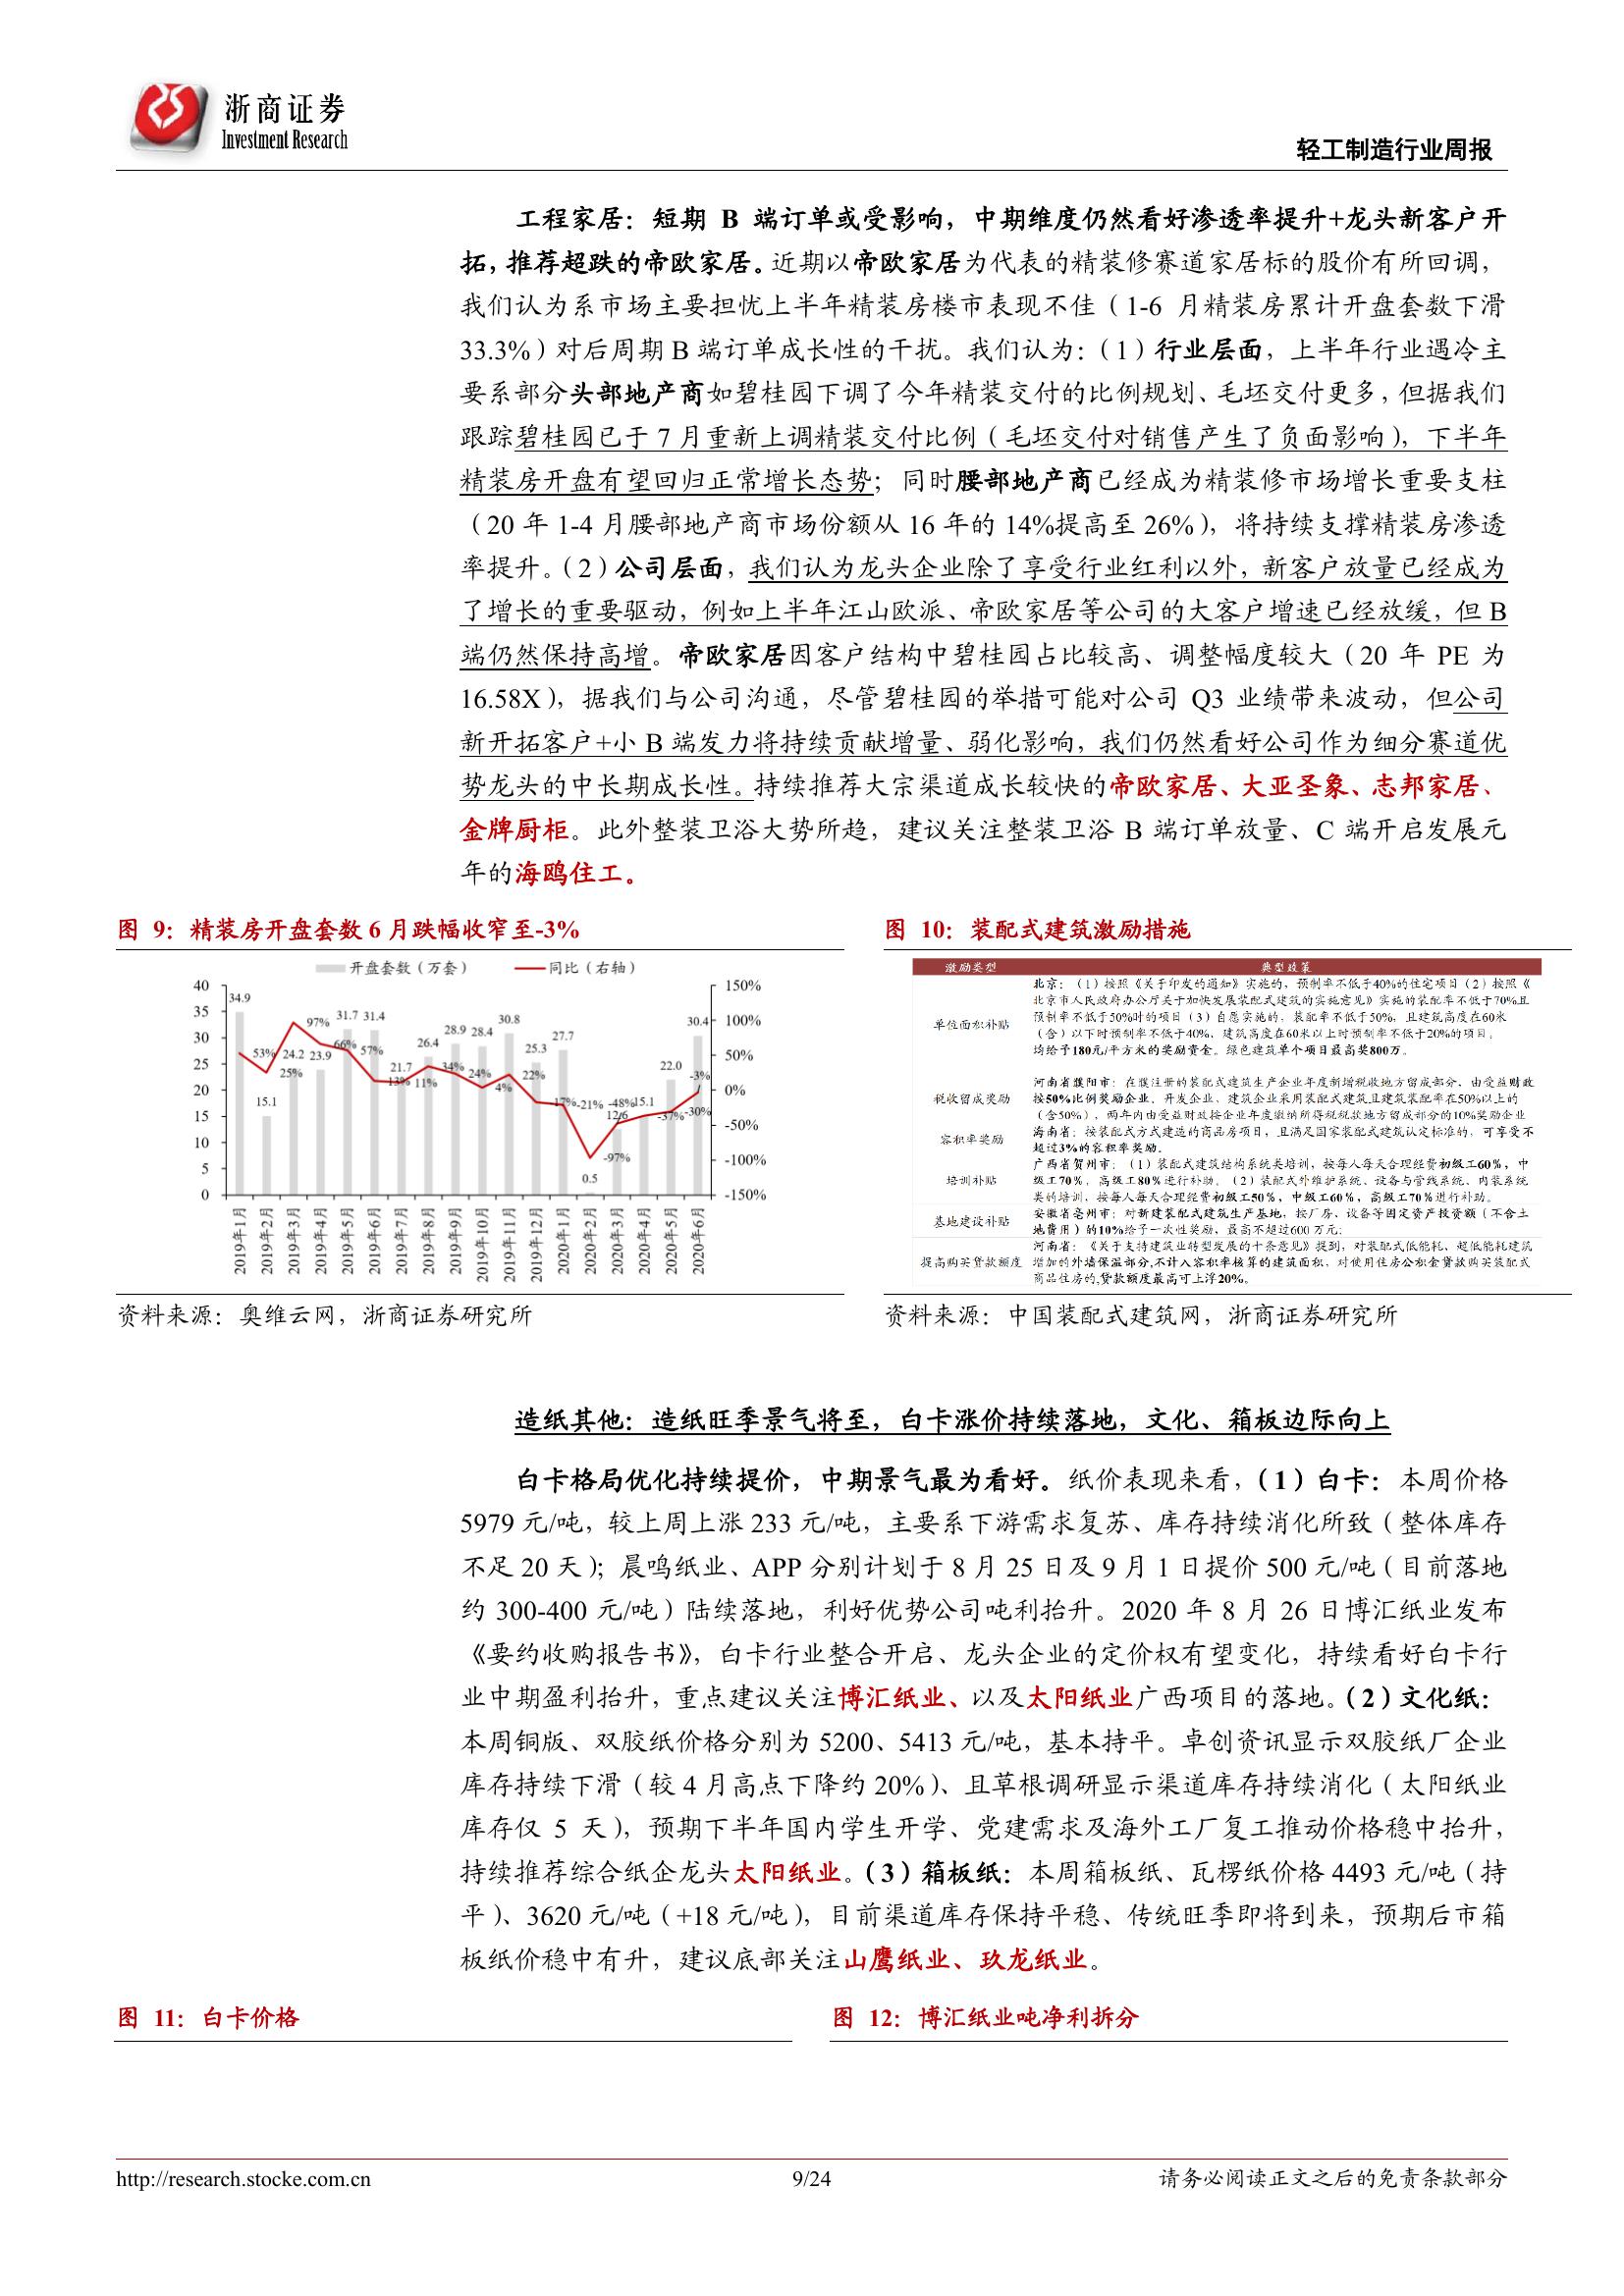 浙商证券
Investment Research
轻工制造行业周报
工程家居：短期 B 端订单或受影响，中期维度仍然看好渗透率提升+龙头新客户开
拓，推荐超跌的帝欧家居。近期以帝欧家居为代表的精装修赛道家居标的股价有所回调，
我们认为系市场主要担忧上半年精装房楼市表现不佳（1-6 月精装房累计开盘套数下滑
33.3%）对后周期 B 端订单成长性的干扰。我们认为：（1）行业层面，上半年行业遇冷主
要系部分头部地产商如碧桂园下调了今年精装交付的比例规划、毛坯交付更多，但据我们
跟踪碧桂园已于 7 月重新上调精装交付比例（毛坯交付对销售产生了负面影响），下半年
精装房开盘有望回归正常增长态势；同时腰部地产商已经成为精装修市场增长重要支柱
（20 年 1-4 月腰部地产商市场份额从 16 年的 14%提高至 26%），将持续支撑精装房渗透
率提升。（2）公司层面，我们认为龙头企业除了享受行业红利以外，新客户放量已经成为
了增长的重要驱动，例如上半年江山欧派、帝欧家居等公司的大客户增速已经放缓，但 B
端仍然保持高增。帝欧家居因客户结构中碧桂园占比较高、调整幅度较大（20 年 PE 为
16.58X），据我们与公司沟通，尽管碧桂园的举措可能对公司 Q3 业绩带来波动，但公司
新开拓客户+小 B 端发力将持续贡献增量、弱化影响，我们仍然看好公司作为细分赛道优
势龙头的中长期成长性。持续推荐大宗渠道成长较快的帝欧家居、大亚圣象、志邦家居、
金牌厨柜。此外整装卫浴大势所趋，建议关注整装卫浴 B 端订单放量、C 端开启发展元
年的海鸥住工。
图 9：精装房开盘套数 6 月跌幅收窄至-3%
开盘套数（万套） 同比（右轴）
40 35 30 25 20 15 10 5 0
150% 100% 50% 0% -50% -100% -150%
34.9 15.1 24.2 23.9 31.7 31.4 21.7 26.4 28.9 28.4 30.8 25.3 27.7 0.5 12.6 15.1 22.0 30.4
53% 25% 97% 66% 57% 13% 11% 34% 24% 4% 22% -17% -21% -97% -48% -37% -30% -3%
2019年1月 2019年2月 2019年3月 2019年4月 2019年5月 2019年6月 2019年7月 2019年8月 2019年9月 2019年10月 2019年11月 2019年12月 2020年1月 2020年2月 2020年3月 2020年4月 2020年5月 2020年6月
资料来源：奥维云网，浙商证券研究所
图 10：装配式建筑激励措施
激励类型 典型政策
单位面积补贴
北京：（1）按照《关于印发的通知》实施的，预制率不低于40%的住宅项目（2）按照《
北京市人民政府办公厅关于加快发展装配式建筑的实施意见》实施的装配率不低于70%且
预制率不低于50%时的项目（3）自愿实施的，装配率不低于50%，且建筑高度在60米
（含）以下时预制率不低于40%，建筑高度在60米以上时预制率不低于20%的项目，
均给予180元/平方米的奖励资金。绿色建筑单个项目最高奖800万。
税收留成奖励
河南省濮阳市：在濮注册的装配式建筑生产企业年度新增税收地方留成部分，由受益财政
按50%比例奖励企业。开发企业、建筑企业采用装配式建筑且建筑装配率在50%以上的
（含50%），两年内由受益财政按企业年度缴纳所得税税款地方留成部分的10%奖励企业
容积率奖励
海南省：按装配式方式建造的商品房项目，且满足国家装配式建筑认定标准的，可享受不
超过3%的容积率奖励。
培训补贴
广西省贺州市：（1）装配式建筑结构系统类培训，按每人每天合理经费初级工60%，中
级工70%，高级工80%进行补助。（2）装配式外维护系统、设备与管线系统、内装系统
类的培训，按每人每天合理经费初级工50%，中级工60%，高级工70%进行补助。
基地建设补贴
安徽省亳州市：对新建装配式建筑生产基地，按厂房、设备等固定资产投资额（不含土
地费用）的10%给予一次性奖励，最高不超过600万元；
提高购买贷款额度
河南省：《关于支持建筑业转型发展的十条意见》提到，对装配式低能耗、超低能耗建筑
增加的外墙保温部分,不计入容积率核算的建筑面积，对使用住房公积金贷款购买装配式
商品住房的,贷款额度最高可上浮20%。
资料来源：中国装配式建筑网，浙商证券研究所
造纸其他：造纸旺季景气将至，白卡涨价持续落地，文化、箱板边际向上
白卡格局优化持续提价，中期景气最为看好。纸价表现来看，（1）白卡：本周价格
5979 元/吨，较上周上涨 233 元/吨，主要系下游需求复苏、库存持续消化所致（整体库存
不足 20 天）；晨鸣纸业、APP 分别计划于 8 月 25 日及 9 月 1 日提价 500 元/吨（目前落地
约 300-400 元/吨）陆续落地，利好优势公司吨利抬升。2020 年 8 月 26 日博汇纸业发布
《要约收购报告书》，白卡行业整合开启、龙头企业的定价权有望变化，持续看好白卡行
业中期盈利抬升，重点建议关注博汇纸业、以及太阳纸业广西项目的落地。（2）文化纸：
本周铜版、双胶纸价格分别为 5200、5413 元/吨，基本持平。卓创资讯显示双胶纸厂企业
库存持续下滑（较 4 月高点下降约 20%）、且草根调研显示渠道库存持续消化（太阳纸业
库存仅 5 天），预期下半年国内学生开学、党建需求及海外工厂复工推动价格稳中抬升，
持续推荐综合纸企龙头太阳纸业。（3）箱板纸：本周箱板纸、瓦楞纸价格 4493 元/吨（持
平）、3620 元/吨（+18 元/吨），目前渠道库存保持平稳、传统旺季即将到来，预期后市箱
板纸价稳中有升，建议底部关注山鹰纸业、玖龙纸业。
图 11：白卡价格
图 12：博汇纸业吨净利拆分
http://research.stocke.com.cn
9/24
请务必阅读正文之后的免责条款部分